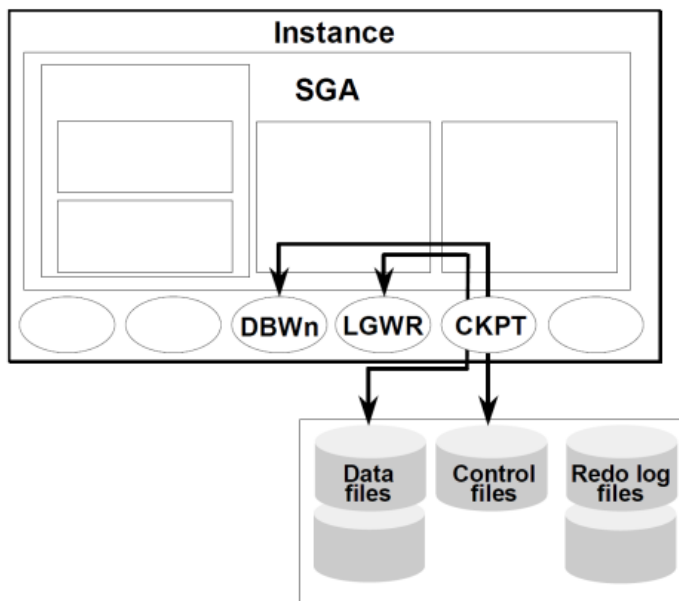 Instance
SGA
DBWn
LGWR
CKPT
Data
files
Control
files
Redo log
files